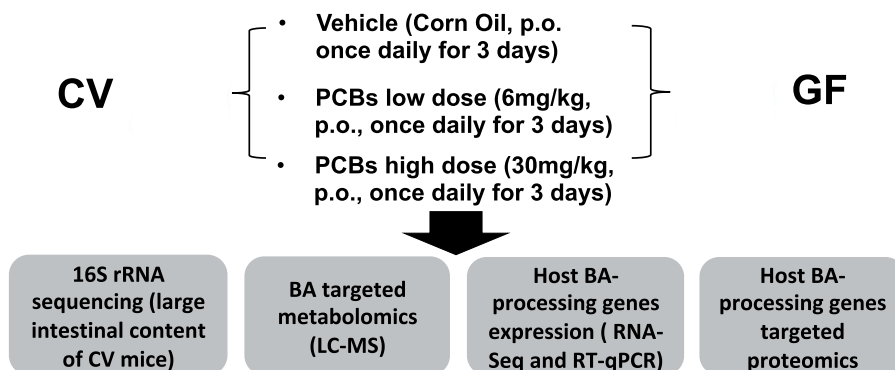 CV
• Vehicle (Corn Oil, p.o.
once daily for 3 days)
• PCBs low dose (6mg/kg,
p.o., once daily for 3 days)
• PCBs high dose (30mg/kg,
p.o., once daily for 3 days)
GF
16S rRNA
sequencing (large
intestinal content
of CV mice)
BA targeted
metabolomics
(LC-MS)
Host BA-
processing genes
expression ( RNA-
Seq and RT-qPCR)
Host BA-
processing genes
targeted
proteomics